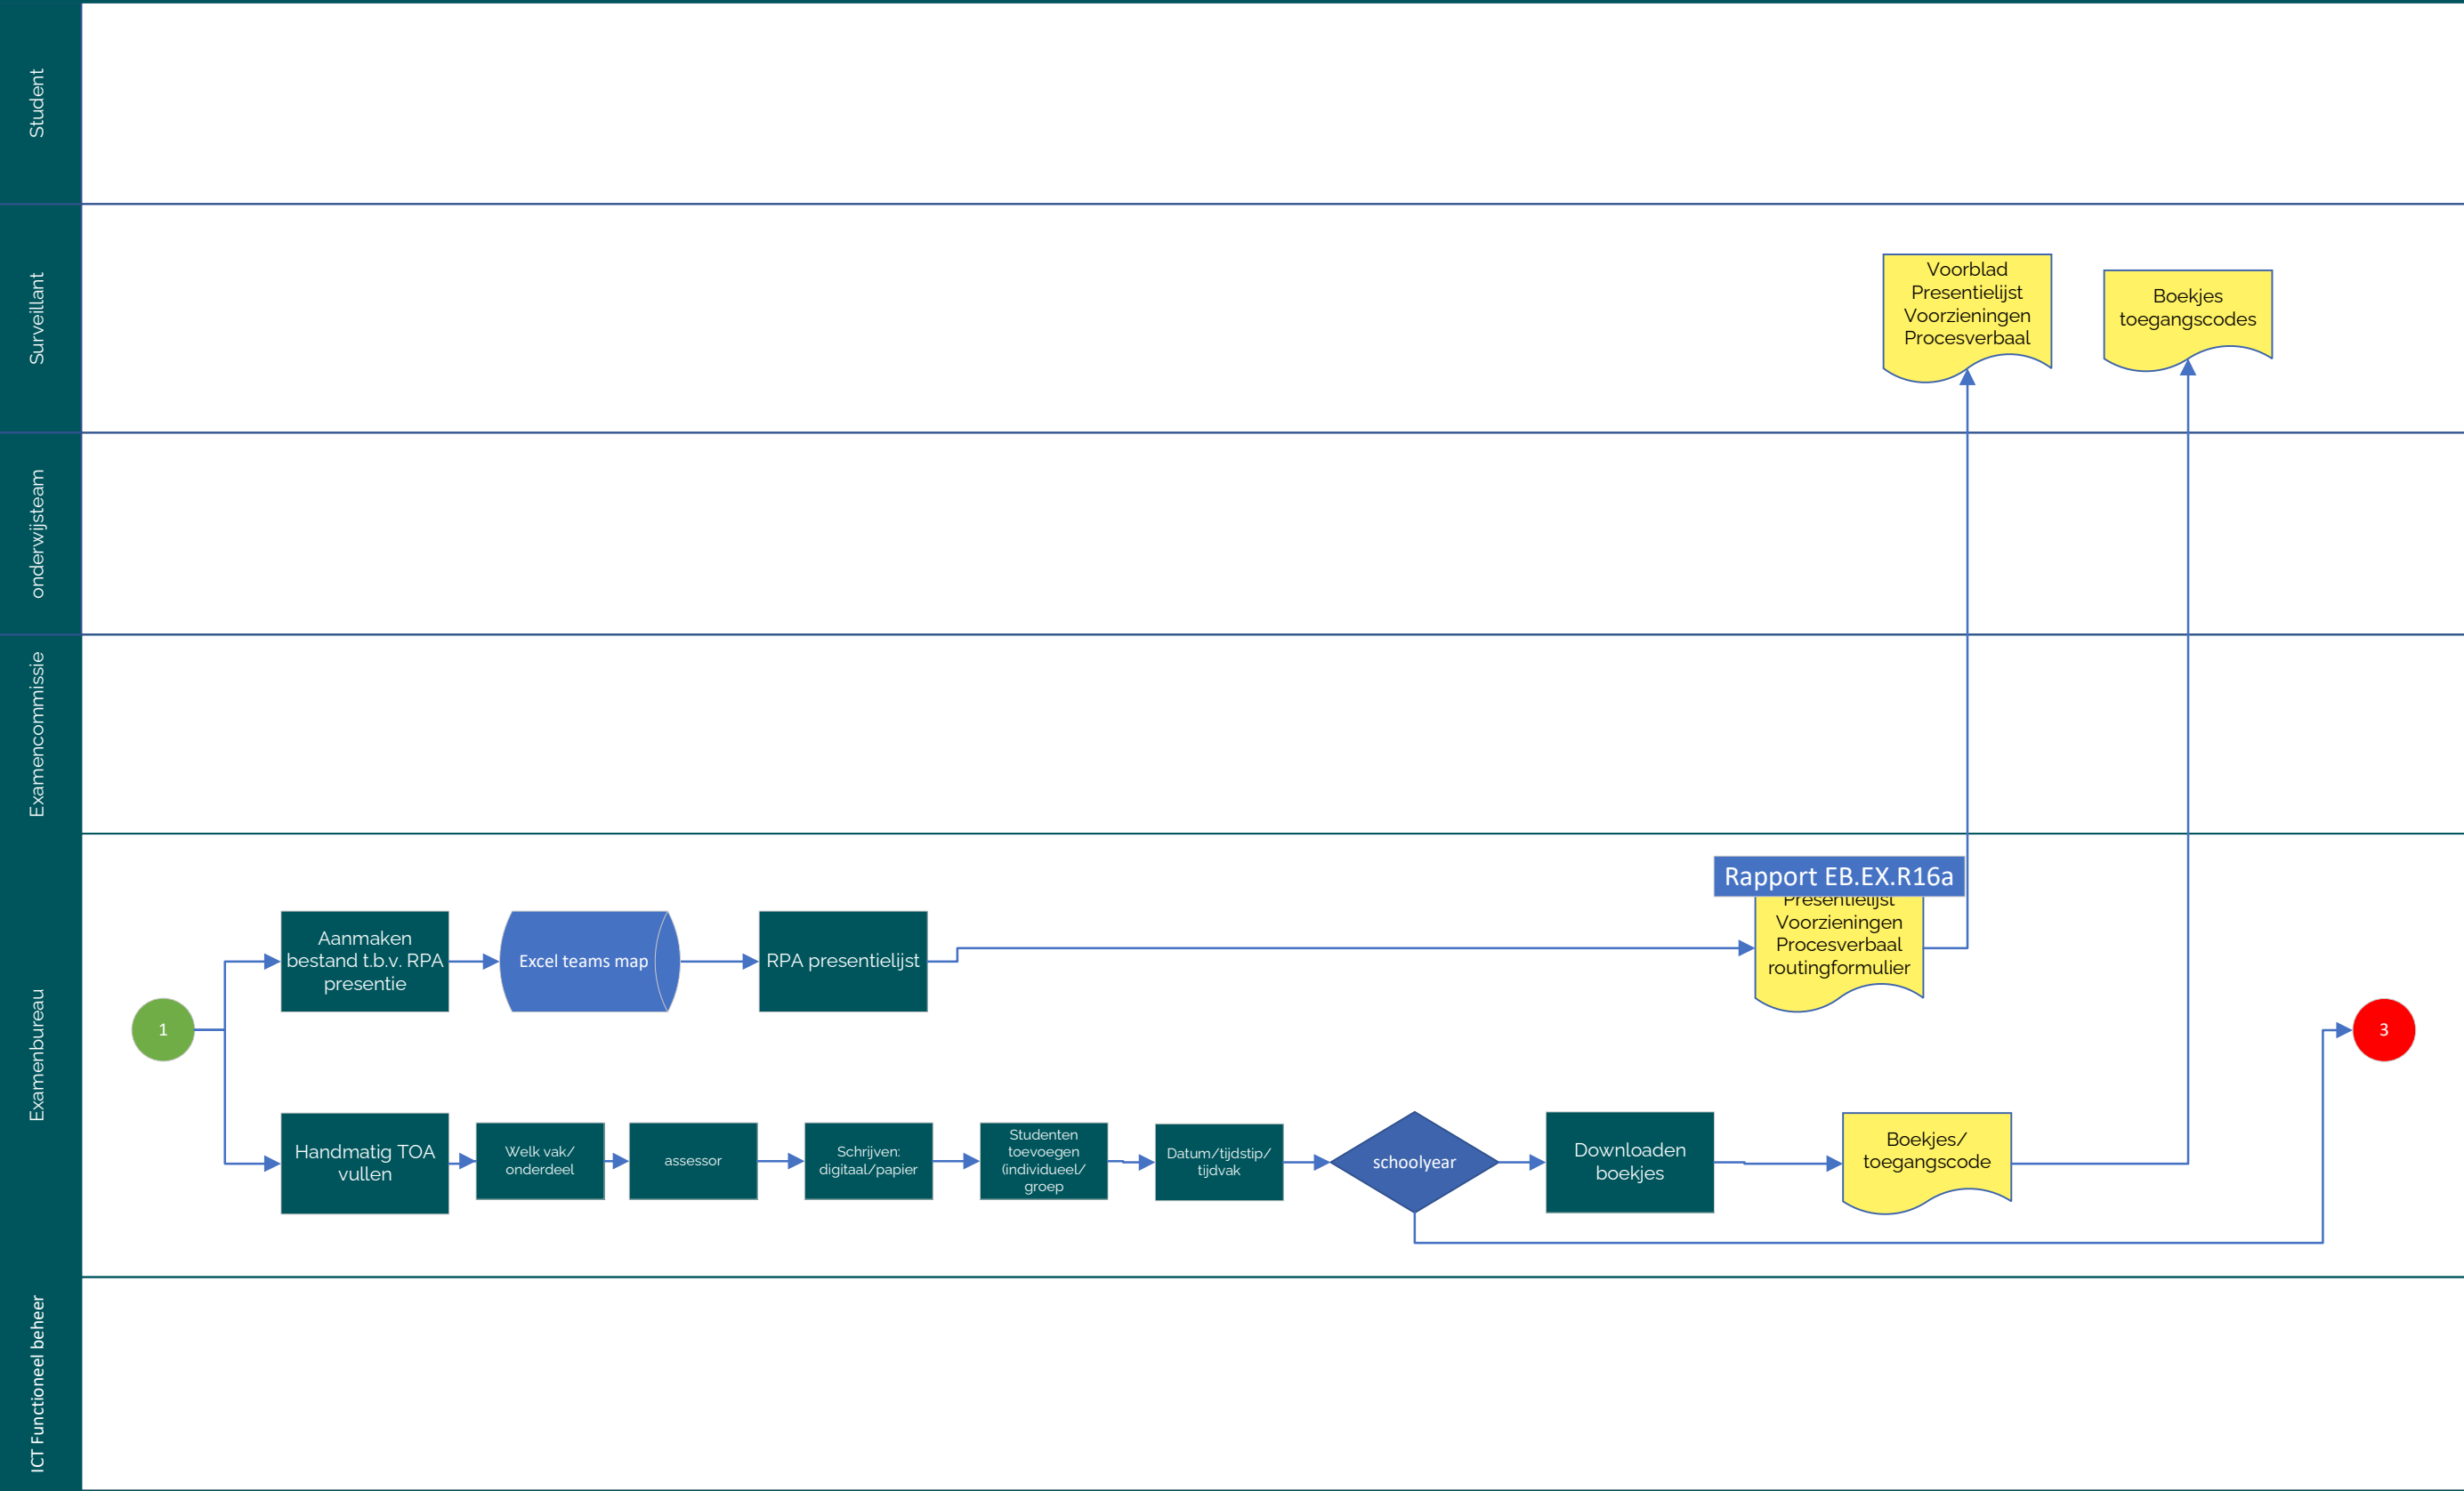 Student
Surveillant
onderwijsteam
Examencommissie
Examenbureau
ICT Functioneel beheer
Voorblad
Presentielijst
Voorzieningen
Procesverbaal
Boekjes
toegangscodes
Rapport EB.EX.R16a
Presentielijst
Voorzieningen
Procesverbaal
routingformulier
Aanmaken
bestand t.b.v. RPA
presentie
Excel teams map
RPA presentielijst
1
3
Handmatig TOA
vullen
Welk vak/
onderdeel
assessor
Schrijven:
digitaal/papier
Studenten
toevoegen
(individueel/
groep
Datum/tijdstip/
tijdvak
schoolyear
Downloaden
boekjes
Boekjes/
toegangscode